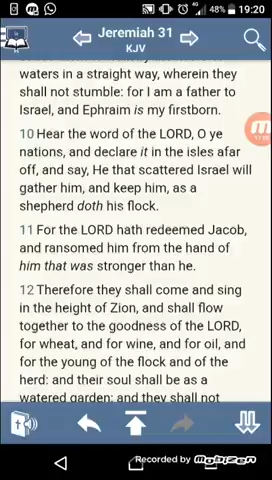 48% 19:20
Jeremiah 31
KJV
waters in a straight way, wherein they
shall not stumble: for I am a father to
Israel, and Ephraim is my firstborn.
10 Hear the word of the LORD, O ye
nations, and declare it in the isles afar
off, and say, He that scattered Israel will
gather him, and keep him, as a
shepherd doth his flock.
11 For the LORD hath redeemed Jacob,
and ransomed him from the hand of
him that was stronger than he.
12 Therefore they shall come and sing
in the height of Zion, and shall flow
together to the goodness of the LORD,
for wheat, and for wine, and for oil, and
for the young of the flock and of the
herd: and their soul shall be as a
watered garden; and they shall not
Recorded by mobizen